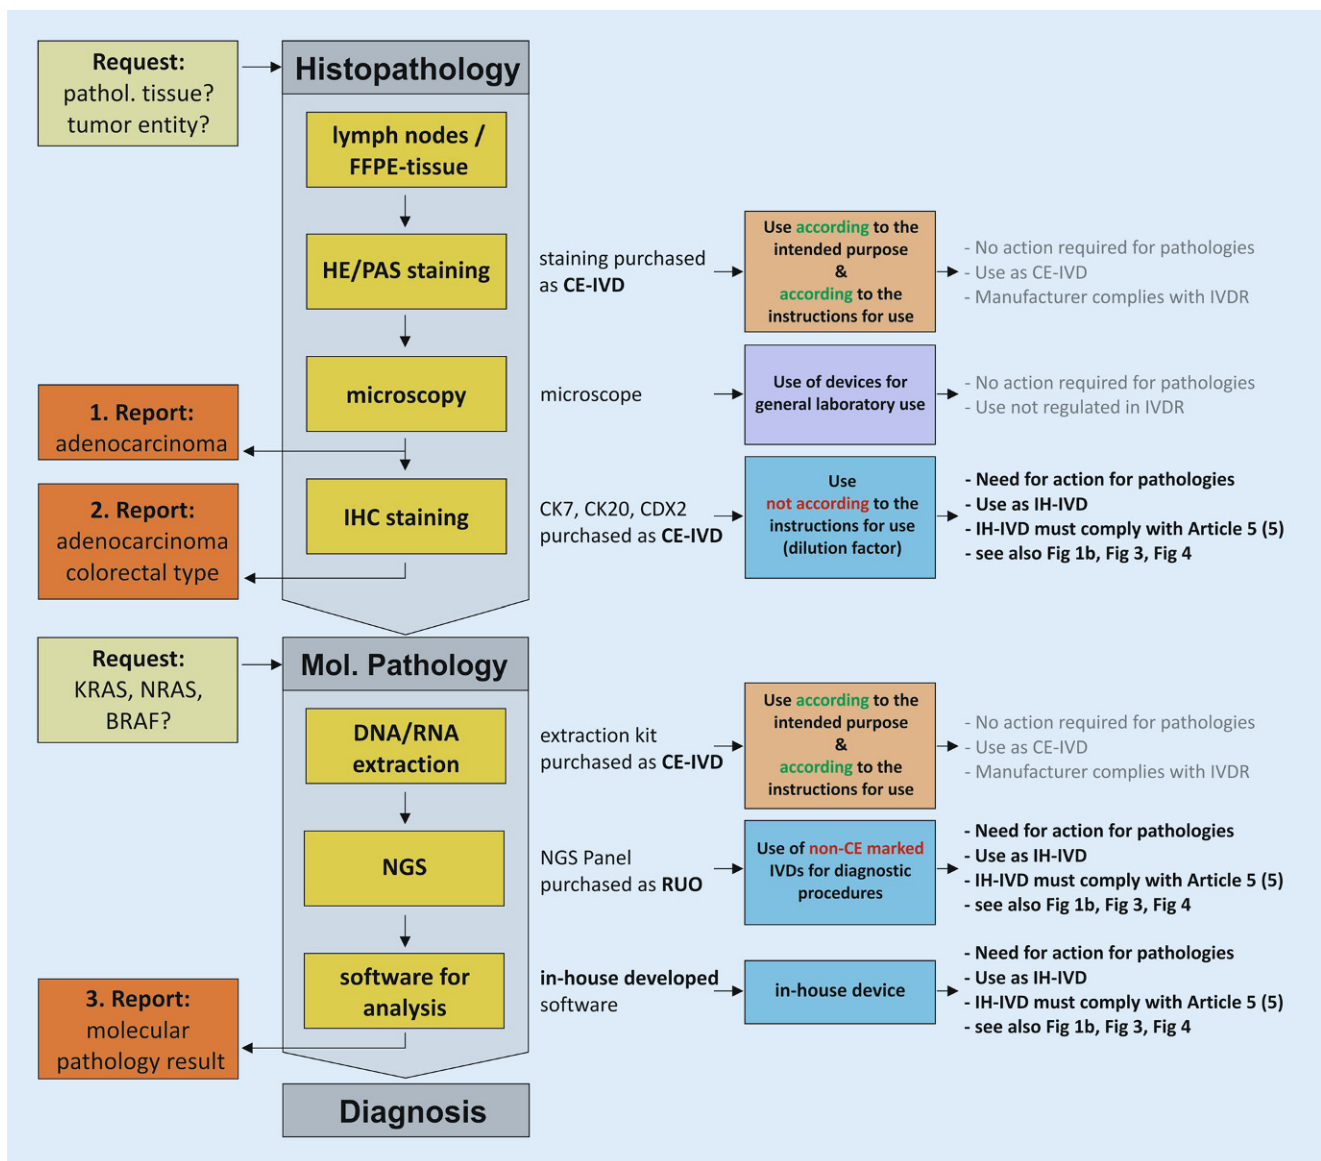 Request:
pathol. tissue?
tumor entity?
Histopathology
lymph nodes /
FFPE-tissue
HE/PAS staining
staining purchased
as CE-IVD
Use according to the
intended purpose
&
according to the
instructions for use
- No action required for pathologies
- Use as CE-IVD
- Manufacturer complies with IVDR
microscopy
microscope
Use of devices for
general laboratory use
- No action required for pathologies
- Use not regulated in IVDR
1. Report:
adenocarcinoma
IHC staining
CK7, CK20, CDX2
purchased as CE-IVD
Use
not according to the
instructions for use
(dilution factor)
- Need for action for pathologies
- Use as IH-IVD
- IH-IVD must comply with Article 5 (5)
- see also Fig 1b, Fig 3, Fig 4
2. Report:
adenocarcinoma
colorectal type
Request:
KRAS, NRAS,
BRAF?
Mol. Pathology
DNA/RNA
extraction
extraction kit
purchased as CE-IVD
Use according to the
intended purpose
&
according to the
instructions for use
- No action required for pathologies
- Use as CE-IVD
- Manufacturer complies with IVDR
NGS
NGS Panel
purchased as RUO
Use of non-CE marked
IVDs for diagnostic
procedures
- Need for action for pathologies
- Use as IH-IVD
- IH-IVD must comply with Article 5 (5)
- see also Fig 1b, Fig 3, Fig 4
software for
analysis
in-house developed
software
in-house device
- Need for action for pathologies
- Use as IH-IVD
- IH-IVD must comply with Article 5 (5)
- see also Fig 1b, Fig 3, Fig 4
3. Report:
molecular
pathology result
Diagnosis